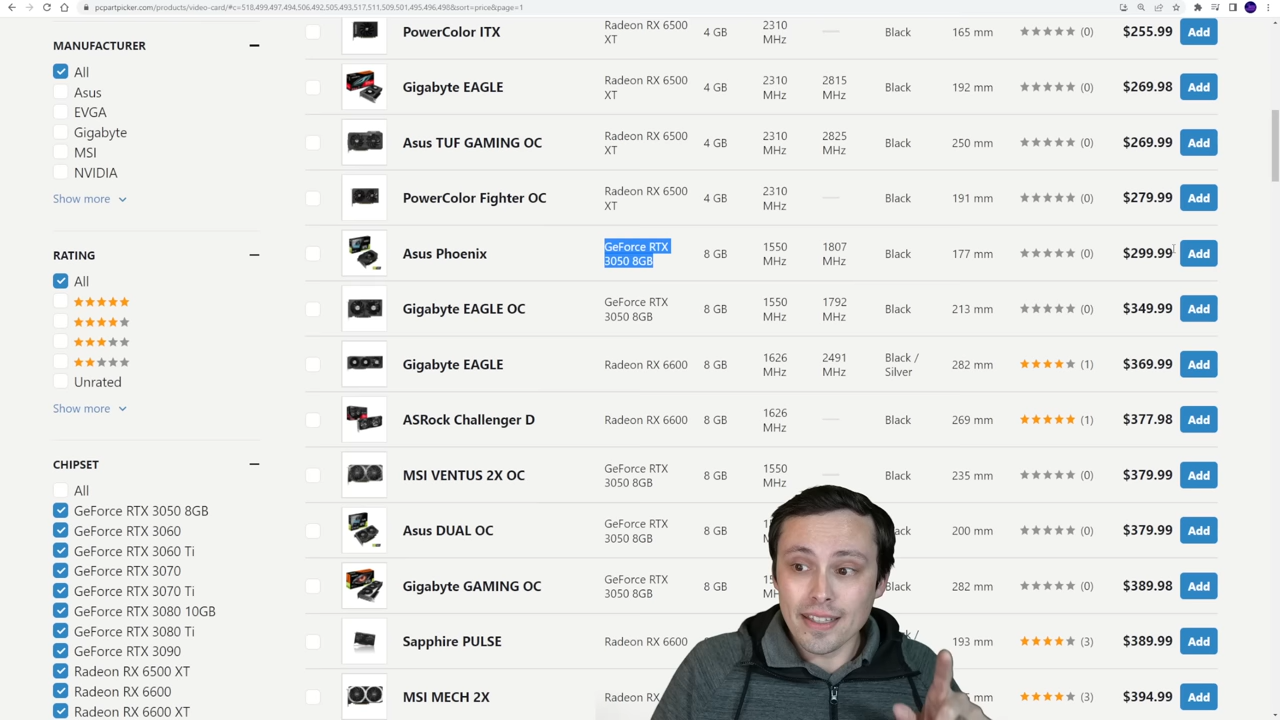 pcpartpicker.com/products/video-card/#c=518,499,497,494,506,492,505,493,517,511,509,501,495,496,498&sort=price&page=1
MANUFACTURER
All
Asus
EVGA
Gigabyte
MSI
NVIDIA
Show more
RATING
All
Unrated
Show more
CHIPSET
All
GeForce RTX 3050 8GB
GeForce RTX 3060
GeForce RTX 3060 Ti
GeForce RTX 3070
GeForce RTX 3070 Ti
GeForce RTX 3080 10GB
GeForce RTX 3080 Ti
GeForce RTX 3090
Radeon RX 6500 XT
Radeon RX 6600
Radeon RX 6600 XT
PowerColor ITX Radeon RX 6500 4 GB 2310 Black 165 mm (0) $255.99 Add
XT MHz
Gigabyte EAGLE Radeon RX 6500 4 GB 2310 2815 Black 192 mm (0) $269.98 Add
XT MHz MHz
Asus TUF GAMING OC Radeon RX 6500 4 GB 2310 2825 Black 250 mm (0) $269.99 Add
XT MHz MHz
PowerColor Fighter OC Radeon RX 6500 4 GB 2310 Black 191 mm (0) $279.99 Add
XT MHz
Asus Phoenix GeForce RTX 8 GB 1550 1807 Black 177 mm (0) $299.99 Add
3050 8GB MHz MHz
Gigabyte EAGLE OC GeForce RTX 8 GB 1550 1792 Black 213 mm (0) $349.99 Add
3050 8GB MHz MHz
Gigabyte EAGLE Radeon RX 6600 8 GB 1626 2491 Black / 282 mm (1) $369.99 Add
MHz MHz Silver
ASRock Challenger D Radeon RX 6600 8 GB 1626 Black 269 mm (1) $377.98 Add
MHz
MSI VENTUS 2X OC GeForce RTX 8 GB 1550 Black 235 mm (0) $379.99 Add
3050 8GB MHz
Asus DUAL OC GeForce RTX 8 GB Black 200 mm (0) $379.99 Add
3050 8GB
Gigabyte GAMING OC GeForce RTX 8 GB Black 282 mm (0) $389.98 Add
3050 8GB
Sapphire PULSE Radeon RX 6600 193 mm (3) $389.99 Add
MSI MECH 2X Radeon RX mm (3) $394.99 Add